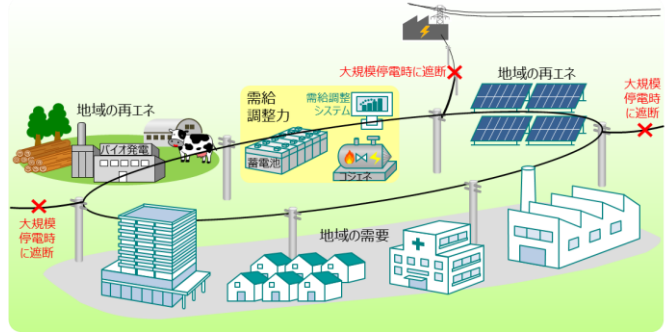 大規模停電時に遮断
地域の再エネ
大規模
停電時
に遮断
需給
調整力
需給調整
システム
地域の再エネ
バイオ発電
蓄電池
コジェネ
大規模
停電時
に遮断
地域の需要